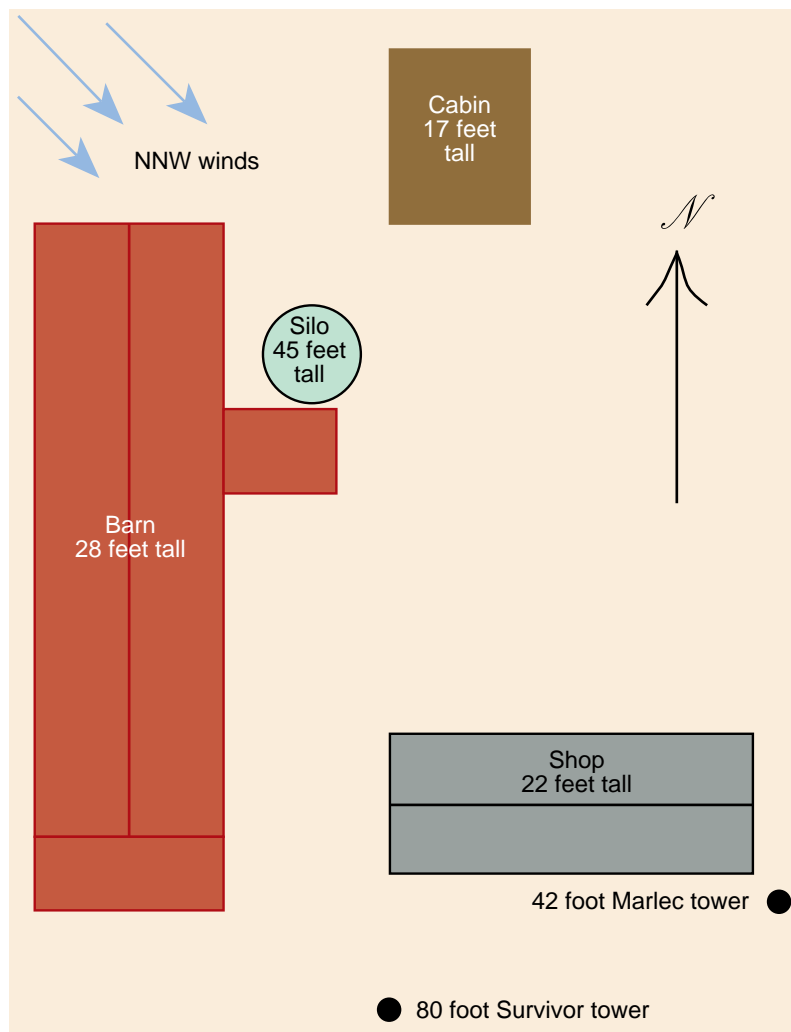 Cabin
17 feet
tall
NNW winds
N
Silo
45 feet
tall
Barn
28 feet tall
Shop
22 feet tall
42 foot Marlec tower
80 foot Survivor tower